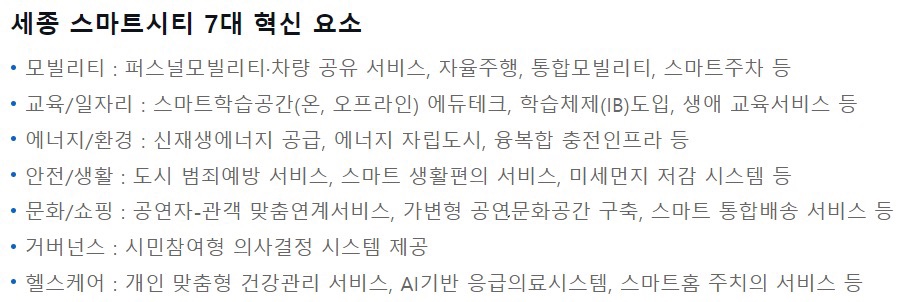 세종 스마트시티 7대 혁신 요소
• 모빌리티 : 퍼스널모빌리티·차량 공유 서비스, 자율주행, 통합모빌리티, 스마트주차 등
• 교육/일자리 : 스마트학습공간(온, 오프라인) 에듀테크, 학습체제(IB)도입, 생애 교육서비스 등
• 에너지/환경 : 신재생에너지 공급, 에너지 자립도시, 융복합 충전인프라 등
• 안전/생활 : 도시 범죄예방 서비스, 스마트 생활편의 서비스, 미세먼지 저감 시스템 등
• 문화/쇼핑 : 공연자-관객 맞춤연계서비스, 가변형 공연·문화공간 구축, 스마트 통합배송 서비스 등
• 거버넌스 : 시민참여형 의사결정 시스템 제공
• 헬스케어 : 개인 맞춤형 건강관리 서비스, AI기반 응급의료시스템, 스마트홈 주치의 서비스 등